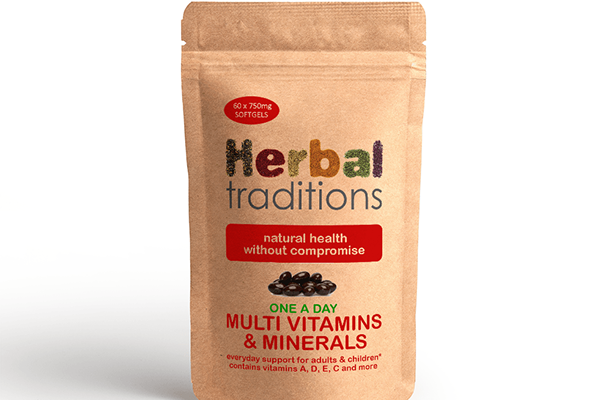 60 x 750mg
SOFTGELS
Herbal
traditions
natural health
without compromise
ONE A DAY
MULTI VITAMINS
& MINERALS
everyday support for adults & children*
contains vitamins A, D, E, C and more